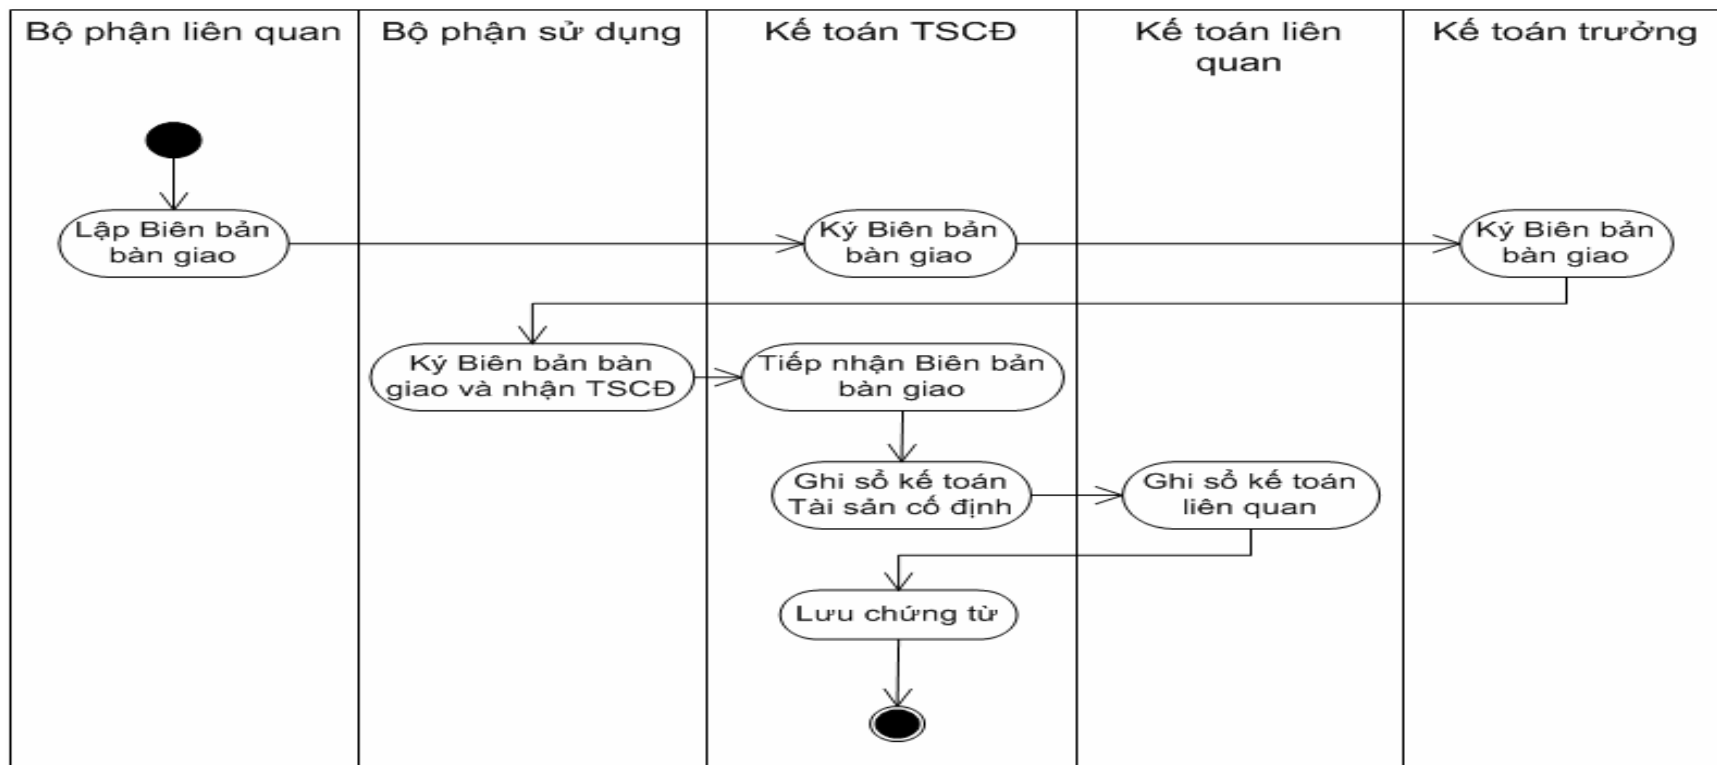 Bộ phận liên quan
Bộ phận sử dụng
Kế toán TSCĐ
Kế toán liên
quan
Kế toán trưởng
Lập Biên bản
bàn giao
Ký Biên bản
bàn giao
Ký Biên bản
bàn giao
Ký Biên bản bàn
giao và nhận TSCĐ
Tiếp nhận Biên bản
bàn giao
Ghi sổ kế toán
Tài sản cố định
Ghi sổ kế toán
liên quan
Lưu chứng từ